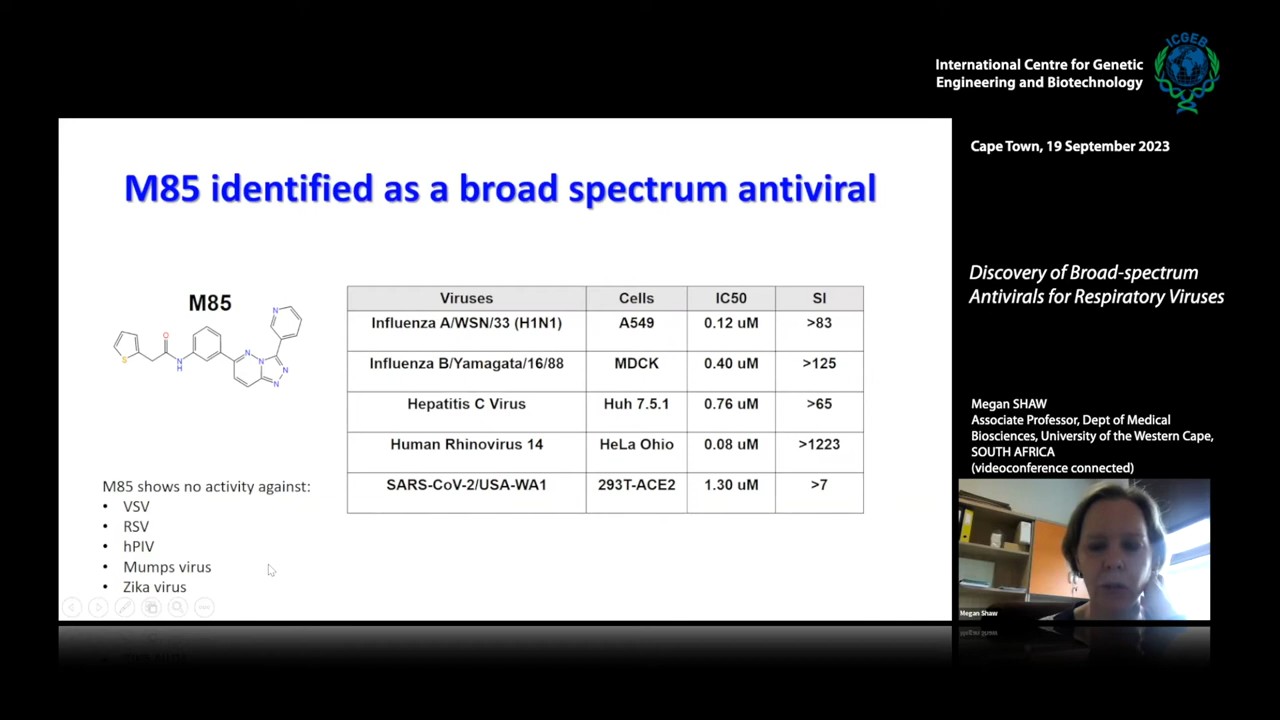 ICGEB
International Centre for Genetic
Engineering and Biotechnology
Cape Town, 19 September 2023
M85 identified as a broad spectrum antiviral
Discovery of Broad-spectrum
Antivirals for Respiratory Viruses
M85
N
O
N
H
N
N
N
N
S
Viruses Cells IC50 SI
Influenza A/WSN/33 (H1N1) A549 0.12 uM >83
Influenza B/Yamagata/16/88 MDCK 0.40 uM >125
Hepatitis C Virus Huh 7.5.1 0.76 uM >65
Human Rhinovirus 14 HeLa Ohio 0.08 uM >1223
SARS-CoV-2/USA-WA1 293T-ACE2 1.30 uM >7
M85 shows no activity against:
• VSV
• RSV
• hPIV
• Mumps virus
• Zika virus
Megan SHAW
Associate Professor, Dept of Medical
Biosciences, University of the Western Cape,
SOUTH AFRICA
(videoconference connected)
Megan Shaw